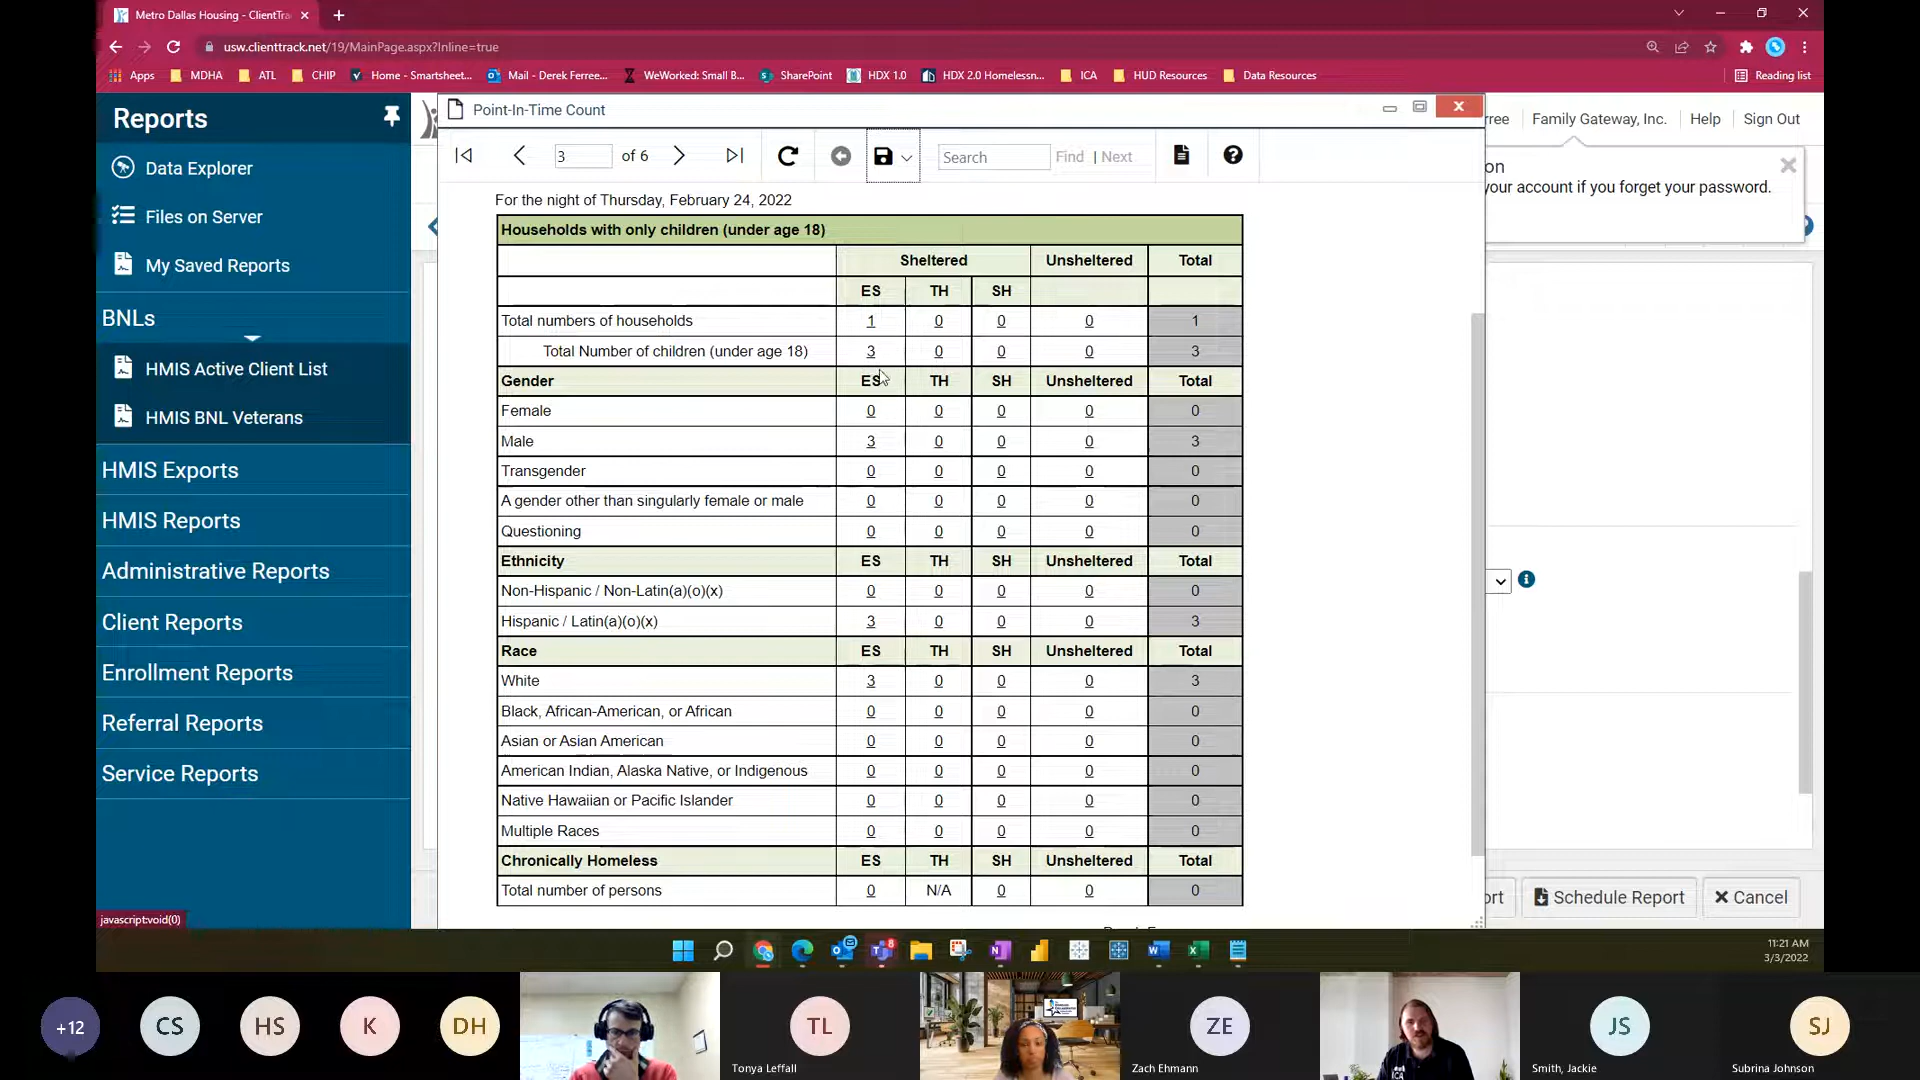 Metro Dallas Housing - ClientTra
usw.clienttrack.net/19/MainPage.aspx?Inline=true
Apps MDHA ATL CHIP Home - Smartsheet... Mail - Derek Ferree... WeWorked: Small B... SharePoint HDX 1.0 HDX 2.0 Homelessn... ICA HUD Resources Data Resources Reading list
Reports
Data Explorer
Files on Server
My Saved Reports
BNLs
HMIS Active Client List
HMIS BNL Veterans
HMIS Exports
HMIS Reports
Administrative Reports
Client Reports
Enrollment Reports
Referral Reports
Service Reports
javascript:void(0)
Point-In-Time Count
3 of 6 Search Find | Next
ree Family Gateway, Inc. Help Sign Out
on
your account if you forget your password.
For the night of Thursday, February 24, 2022
Households with only children (under age 18)
Sheltered Unsheltered Total
ES TH SH
Total numbers of households 1 0 0 0 1
Total Number of children (under age 18) 3 0 0 0 3
Gender ES TH SH Unsheltered Total
Female 0 0 0 0 0
Male 3 0 0 0 3
Transgender 0 0 0 0 0
A gender other than singularly female or male 0 0 0 0 0
Questioning 0 0 0 0 0
Ethnicity ES TH SH Unsheltered Total
Non-Hispanic / Non-Latin(a)(o)(x) 0 0 0 0 0
Hispanic / Latin(a)(o)(x) 3 0 0 0 3
Race ES TH SH Unsheltered Total
White 3 0 0 0 3
Black, African-American, or African 0 0 0 0 0
Asian or Asian American 0 0 0 0 0
American Indian, Alaska Native, or Indigenous 0 0 0 0 0
Native Hawaiian or Pacific Islander 0 0 0 0 0
Multiple Races 0 0 0 0 0
Chronically Homeless ES TH SH Unsheltered Total
Total number of persons 0 N/A 0 0 0
ort Schedule Report Cancel
8
11:21 AM
3/3/2022
+12 CS HS K DH TL ZE JS SJ
ICA
Tonya Leffall Zach Ehmann Smith, Jackie Subrina Johnson